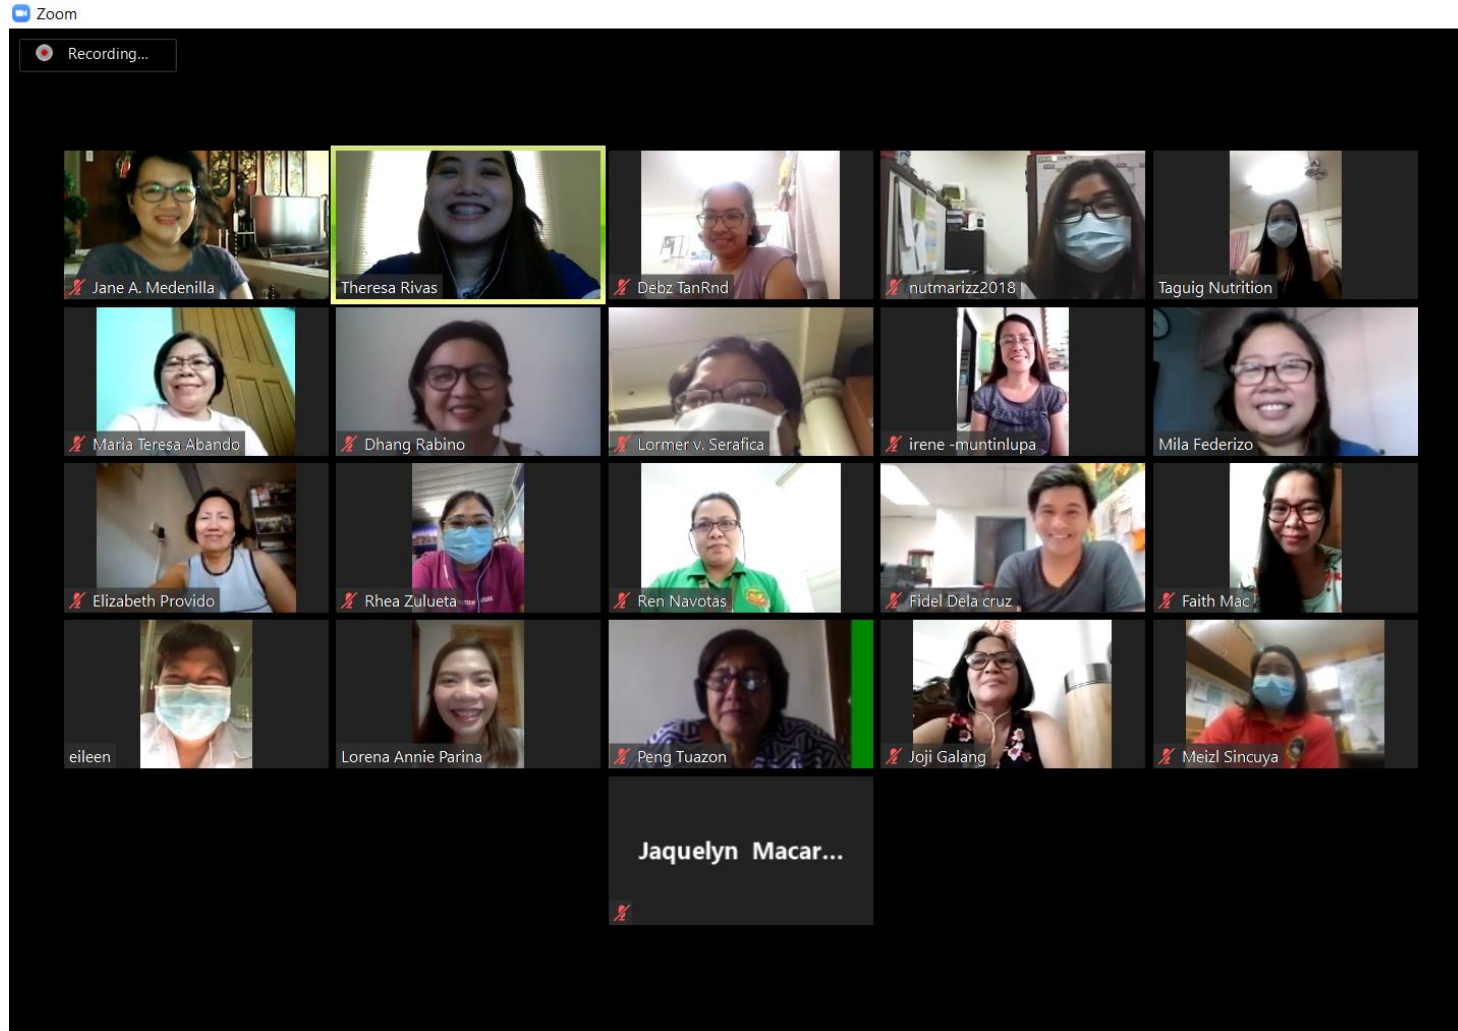 Zoom
Recording...
Jane A. Medenilla
Theresa Rivas
Debz TanRnd
nutmarizz2018
Taguig Nutrition
Maria Teresa Abando
Dhang Rabino
Lormer v. Serafica
irene -muntinlupa
Mila Federizo
Elizabeth Provido
Rhea Zulueta
Ren Navotas
Fidel Dela cruz
Faith Mac
eileen
Lorena Annie Parina
Peng Tuazon
Joji Galang
Meizl Sincuya
Jaquelyn Macar...